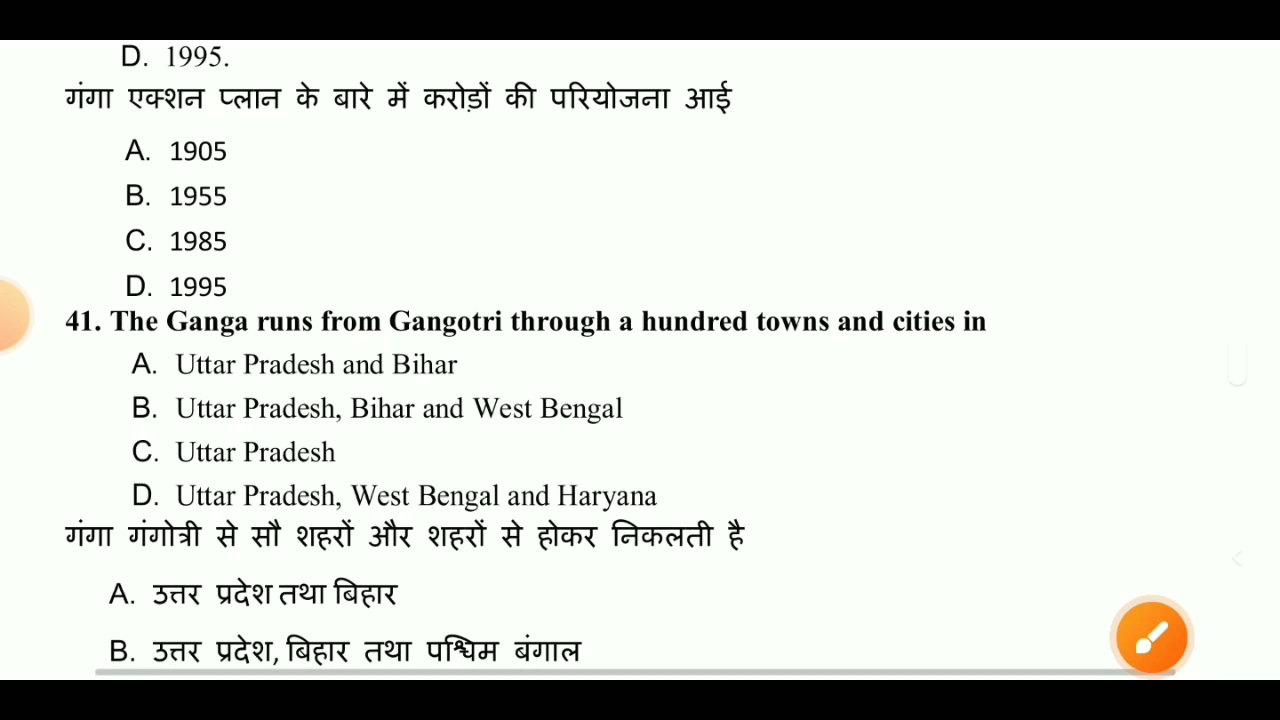 D. 1995.
गंगा एक्शन प्लान के बारे में करोड़ों की परियोजना आई
A. 1905
B. 1955
C. 1985
D. 1995
41. The Ganga runs from Gangotri through a hundred towns and cities in
A. Uttar Pradesh and Bihar
B. Uttar Pradesh, Bihar and West Bengal
C. Uttar Pradesh
D. Uttar Pradesh, West Bengal and Haryana
गंगा गंगोत्री से सौ शहरों और शहरों से होकर निकलती है
A. उत्तर प्रदेश तथा बिहार
B. उत्तर प्रदेश, बिहार तथा पश्चिम बंगाल